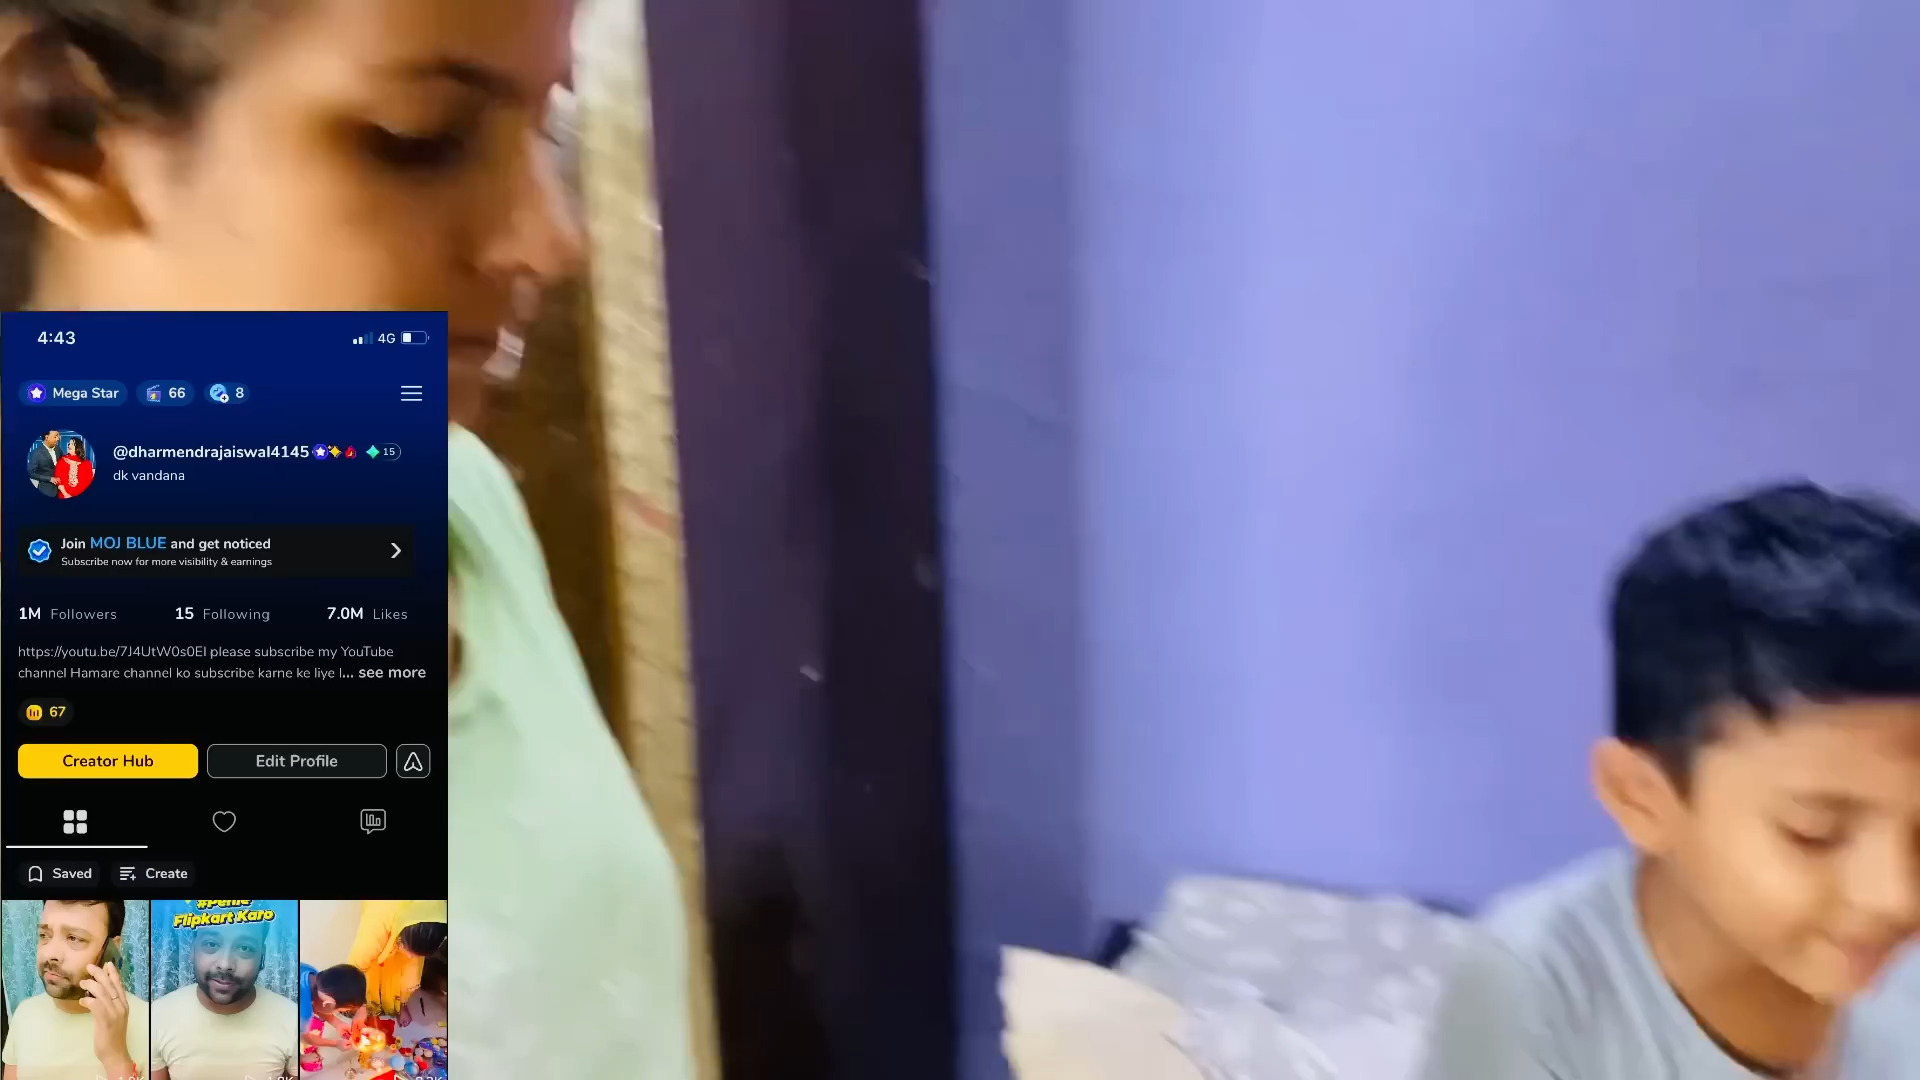 4:43
4G
Mega Star 66 8
@dharmendrajaiswal4145 15
dk vandana
Join MOJ BLUE and get noticed
Subscribe now for more visibility & earnings
1M Followers 15 Following 7.0M Likes
https://youtu.be/7J4UtW0s0EI please subscribe my YouTube
channel Hamare channel ko subscribe karne ke liye l... see more
67
Creator Hub Edit Profile
Saved Create
Flipkart Karo